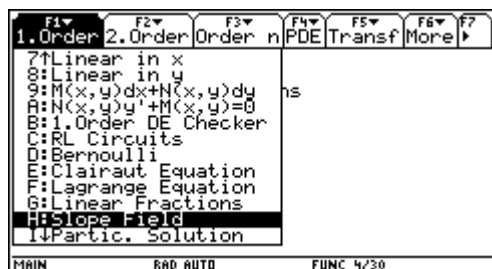 F1▾ F2▾ F3▾ F4▾ F5▾ F6▾ F7
1.Order 2.Order Order n PDE Transf More ▸
7↑Linear in x
8:Linear in y
9:M(x,y)dx+N(x,y)dy ns
A:N(x,y)y'+M(x,y)=0
B:1.Order DE Checker
C:RL Circuits
D:Bernoulli
E:Clairaut Equation
F:Lagrange Equation
G:Linear Fractions
H:Slope Field
I↓Partic. Solution
MAIN RAD AUTO FUNC 4/30